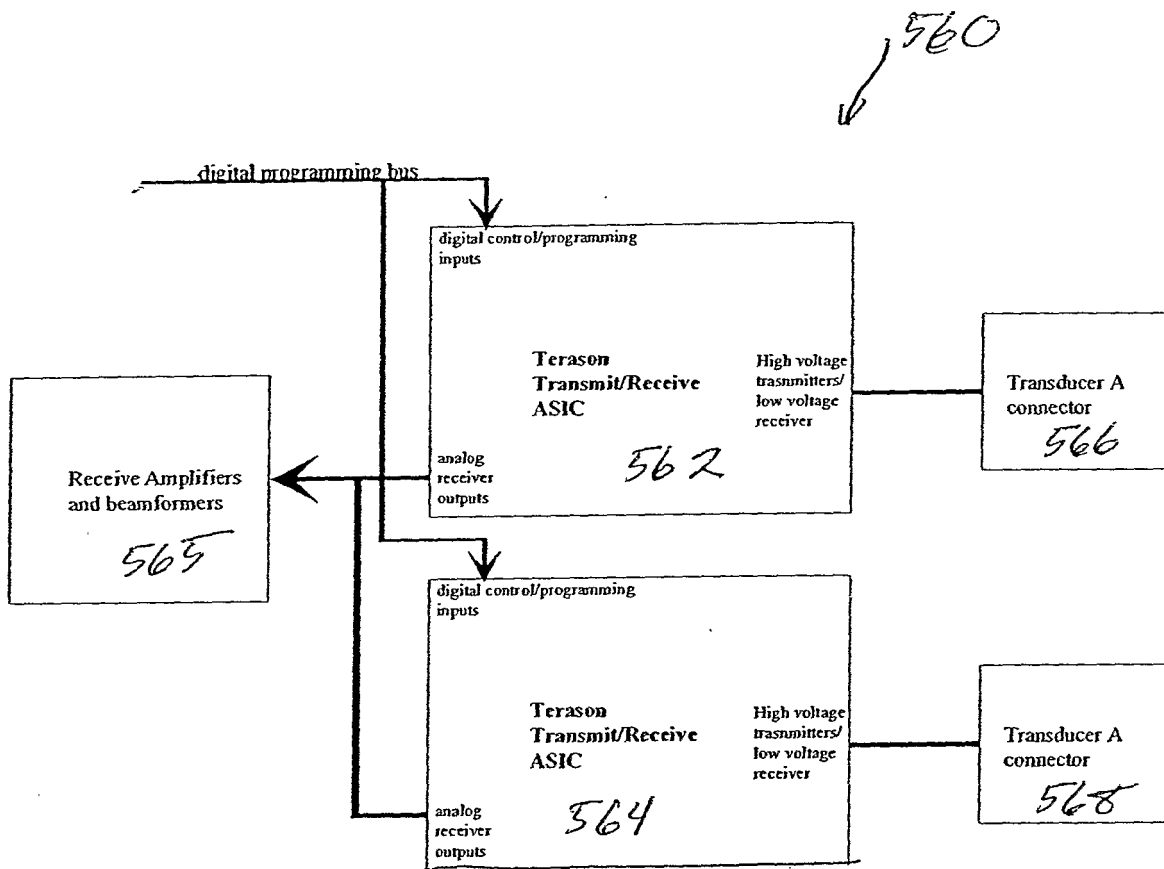 560
digital programming bus
digital control/programming
inputs
Terason
Transmit/Receive
ASIC
High voltage
trasnmitters/
low voltage
receiver
562
analog
receiver
outputs
Transducer A
connector
566
Receive Amplifiers
and beamformers
565
digital control/programming
inputs
Terason
Transmit/Receive
ASIC
High voltage
trasnmitters/
low voltage
receiver
564
analog
receiver
outputs
Transducer A
connector
568